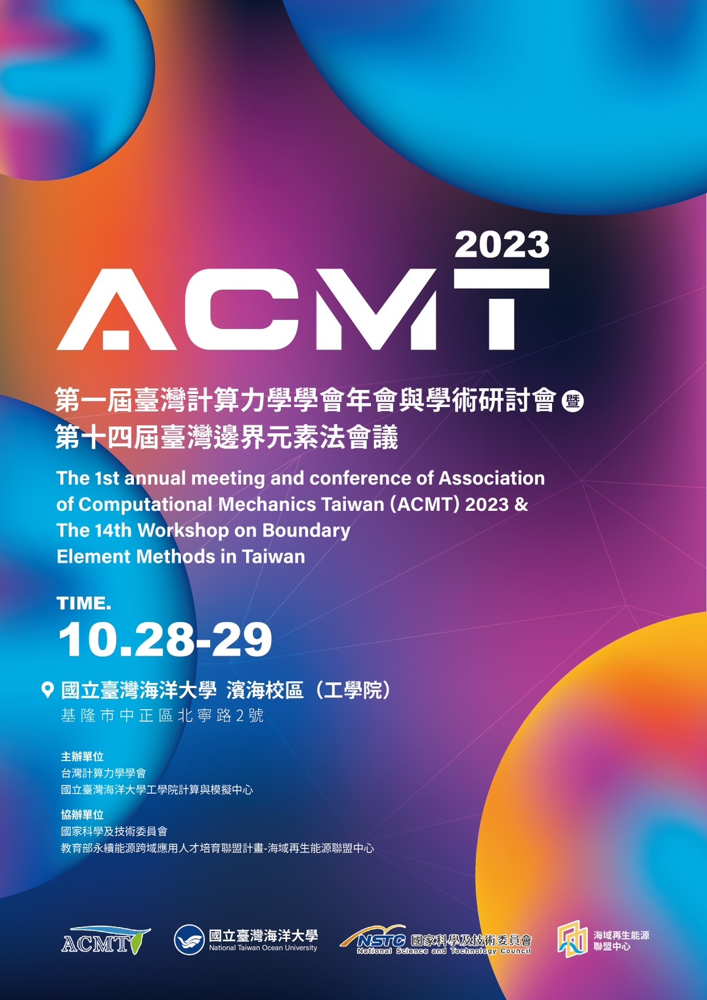 2023
ACMT
第一屆臺灣計算力學學會年會與學術研討會暨
第十四屆臺灣邊界元素法會議
The 1st annual meeting and conference of Association
of Computational Mechanics Taiwan (ACMT) 2023 &
The 14th Workshop on Boundary
Element Methods in Taiwan
TIME.
10.28-29
國立臺灣海洋大學 濱海校區（工學院）
基隆市中正區北寧路2號
主辦單位
台灣計算力學學會
國立臺灣海洋大學工學院計算與模擬中心
協辦單位
國家科學及技術委員會
教育部永續能源跨域應用人才培育聯盟計畫-海域再生能源聯盟中心
ACMT
國立臺灣海洋大學
National Taiwan Ocean University
NSTC 國家科學及技術委員會
National Science and Technology Council
海域再生能源
聯盟中心